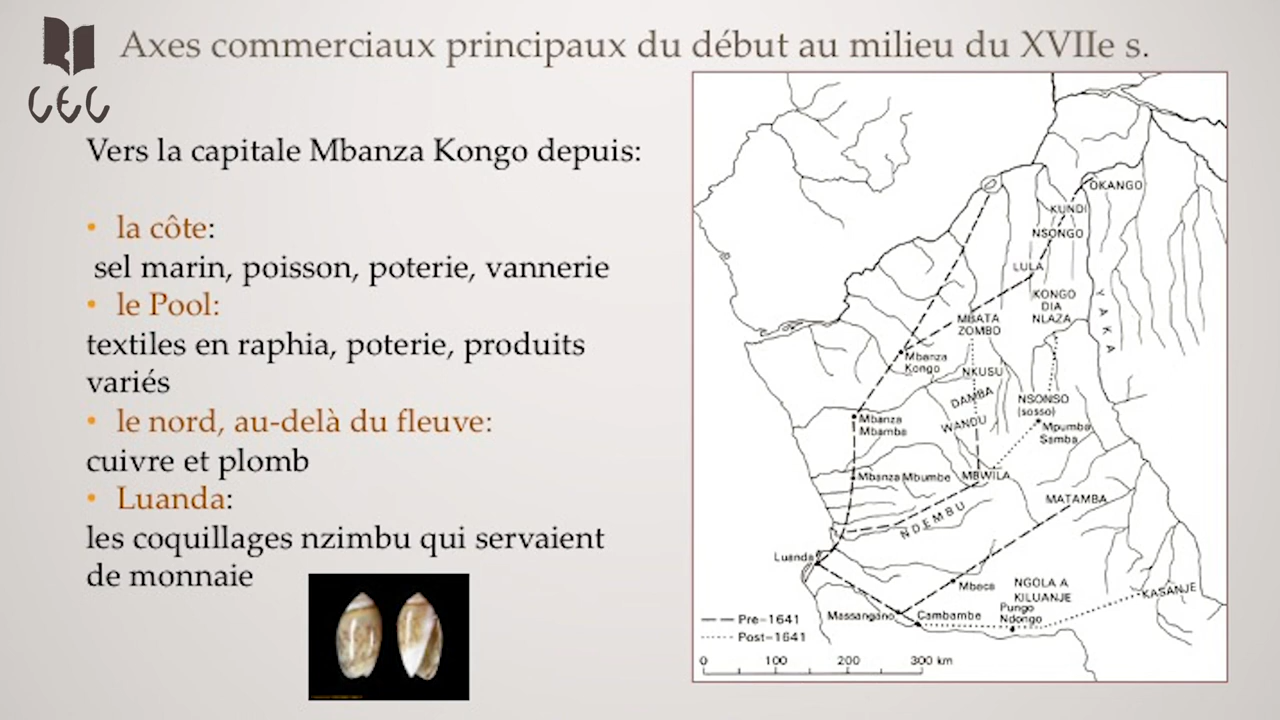 CEC
Axes commerciaux principaux du début au milieu du XVIIe s.
Vers la capitale Mbanza Kongo depuis:
• la côte:
sel marin, poisson, poterie, vannerie
• le Pool:
textiles en raphia, poterie, produits
variés
• le nord, au-delà du fleuve:
cuivre et plomb
• Luanda:
les coquillages nzimbu qui servaient
de monnaie
OKANGO
KUNDI
NSONGO
LULA
KONGO
DIA
NLAZA
YAKA
MBATA
ZOMBO
Mbanza
Kongo
NKUSU
DAMBA
WANDU
NSONSO
(sosso)
Mpumbu
Samba
Mbanza
Mbamba
Mbanza Mbumbe
MBWILA
MATAMBA
NDEMBU
Luanda
Mbaca
NGOLA A
KILUANJE
KASANJE
Massangano
Cambambe
Pungo
Ndongo
Pre–1641
Post–1641
0 100 200 300 km